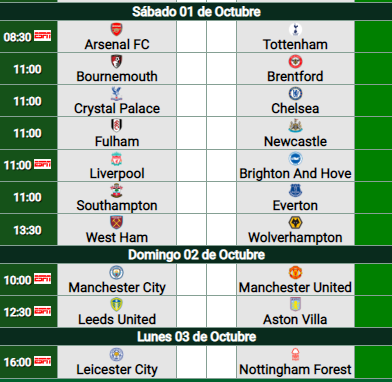 Sábado 01 de Octubre
08:30 ESPN Arsenal FC Tottenham
11:00 Bournemouth Brentford
11:00 Crystal Palace Chelsea
11:00 Fulham Newcastle
11:00 ESPN Liverpool Brighton And Hove
11:00 Southampton Everton
13:30 West Ham Wolverhampton
Domingo 02 de Octubre
10:00 ESPN Manchester City Manchester United
12:30 ESPN Leeds United Aston Villa
Lunes 03 de Octubre
16:00 ESPN Leicester City Nottingham Forest